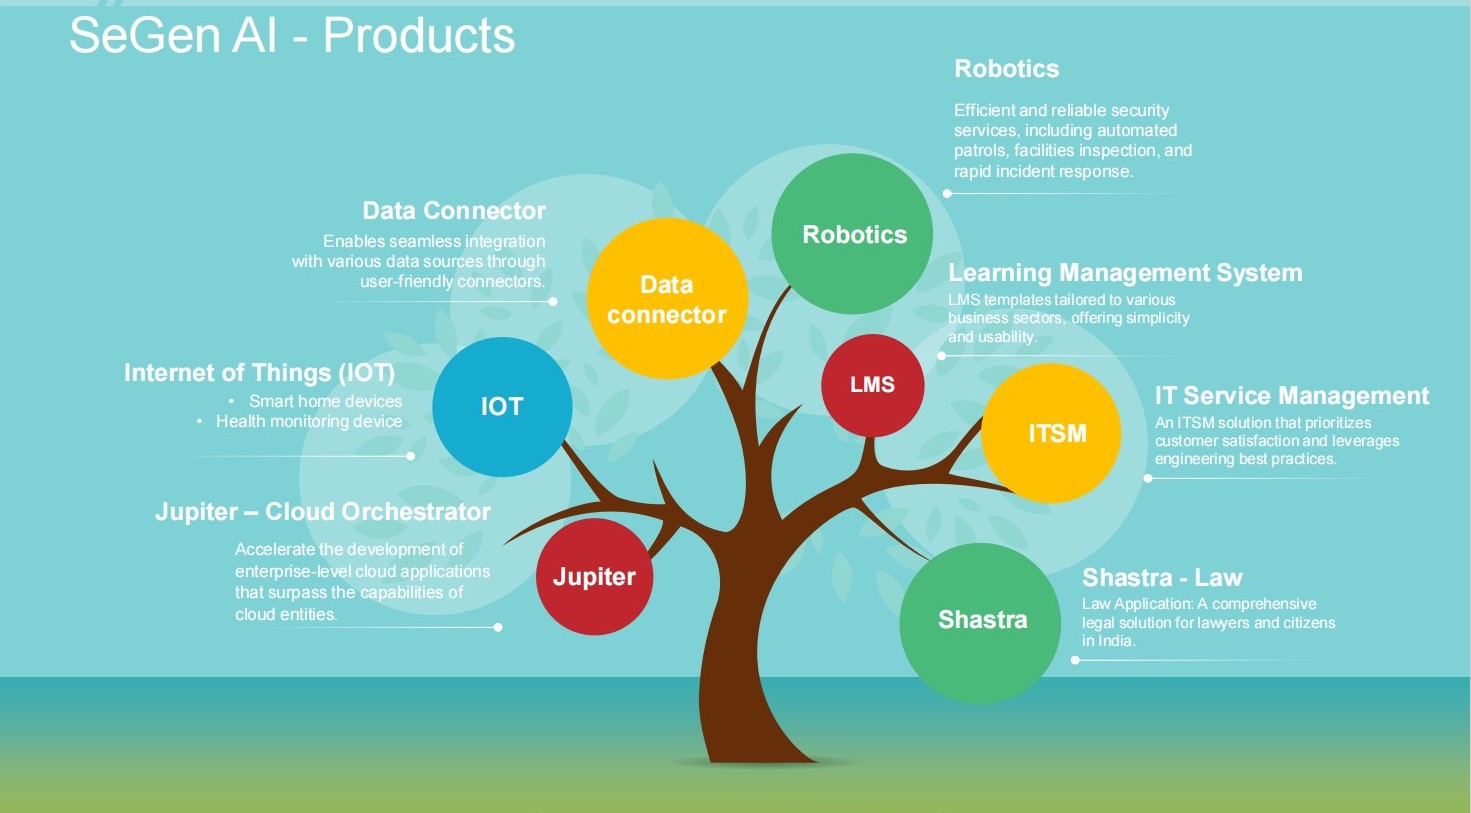 SeGen AI - Products
Robotics
Efficient and reliable security
services, including automated
patrols, facilities inspection, and
rapid incident response.
Data Connector
Enables seamless integration
with various data sources through
user-friendly connectors.
Robotics
Data
connector
Learning Management System
LMS templates tailored to various
business sectors, offering simplicity
and usability.
Internet of Things (IOT)
• Smart home devices
• Health monitoring device
IOT
LMS
ITSM
IT Service Management
An ITSM solution that prioritizes
customer satisfaction and leverages
engineering best practices.
Jupiter – Cloud Orchestrator
Accelerate the development of
enterprise-level cloud applications
that surpass the capabilities of
cloud entities.
Jupiter
Shastra
Shastra - Law
Law Application: A comprehensive
legal solution for lawyers and citizens
in India.